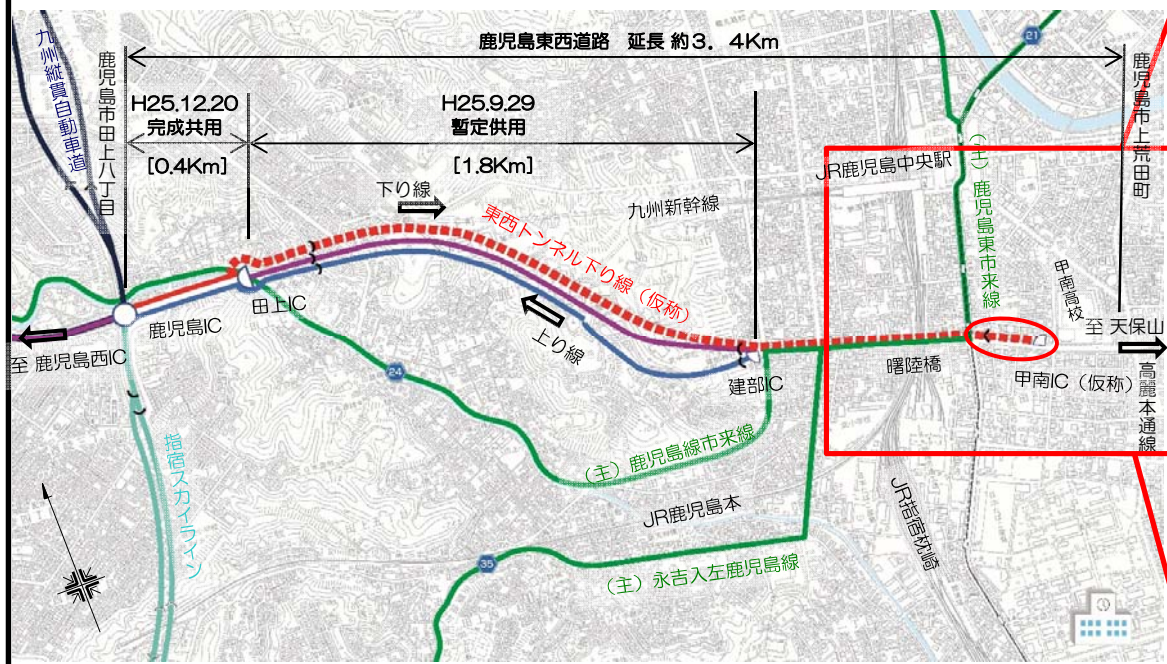 鹿児島東西道路 延長 約3.4Km
九州縦貫自動車道
鹿児島市田上八丁目
H25.12.20
完成共用
[0.4Km]
H25.9.29
暫定供用
[1.8Km]
鹿児島市上荒田町
21
JR鹿児島中央駅
(主)鹿児島東市来線
下り線
九州新幹線
東西トンネル下り線(仮称)
甲南高校
田上IC
鹿児島IC
上り線
至 天保山
至 鹿児島西IC
建部IC
曙陸橋
甲南IC(仮称)
高麗本通線
24
指宿スカイライン
(主)鹿児島線市来線
JR鹿児島本
JR指宿枕崎
35
(主)永吉入左鹿児島線